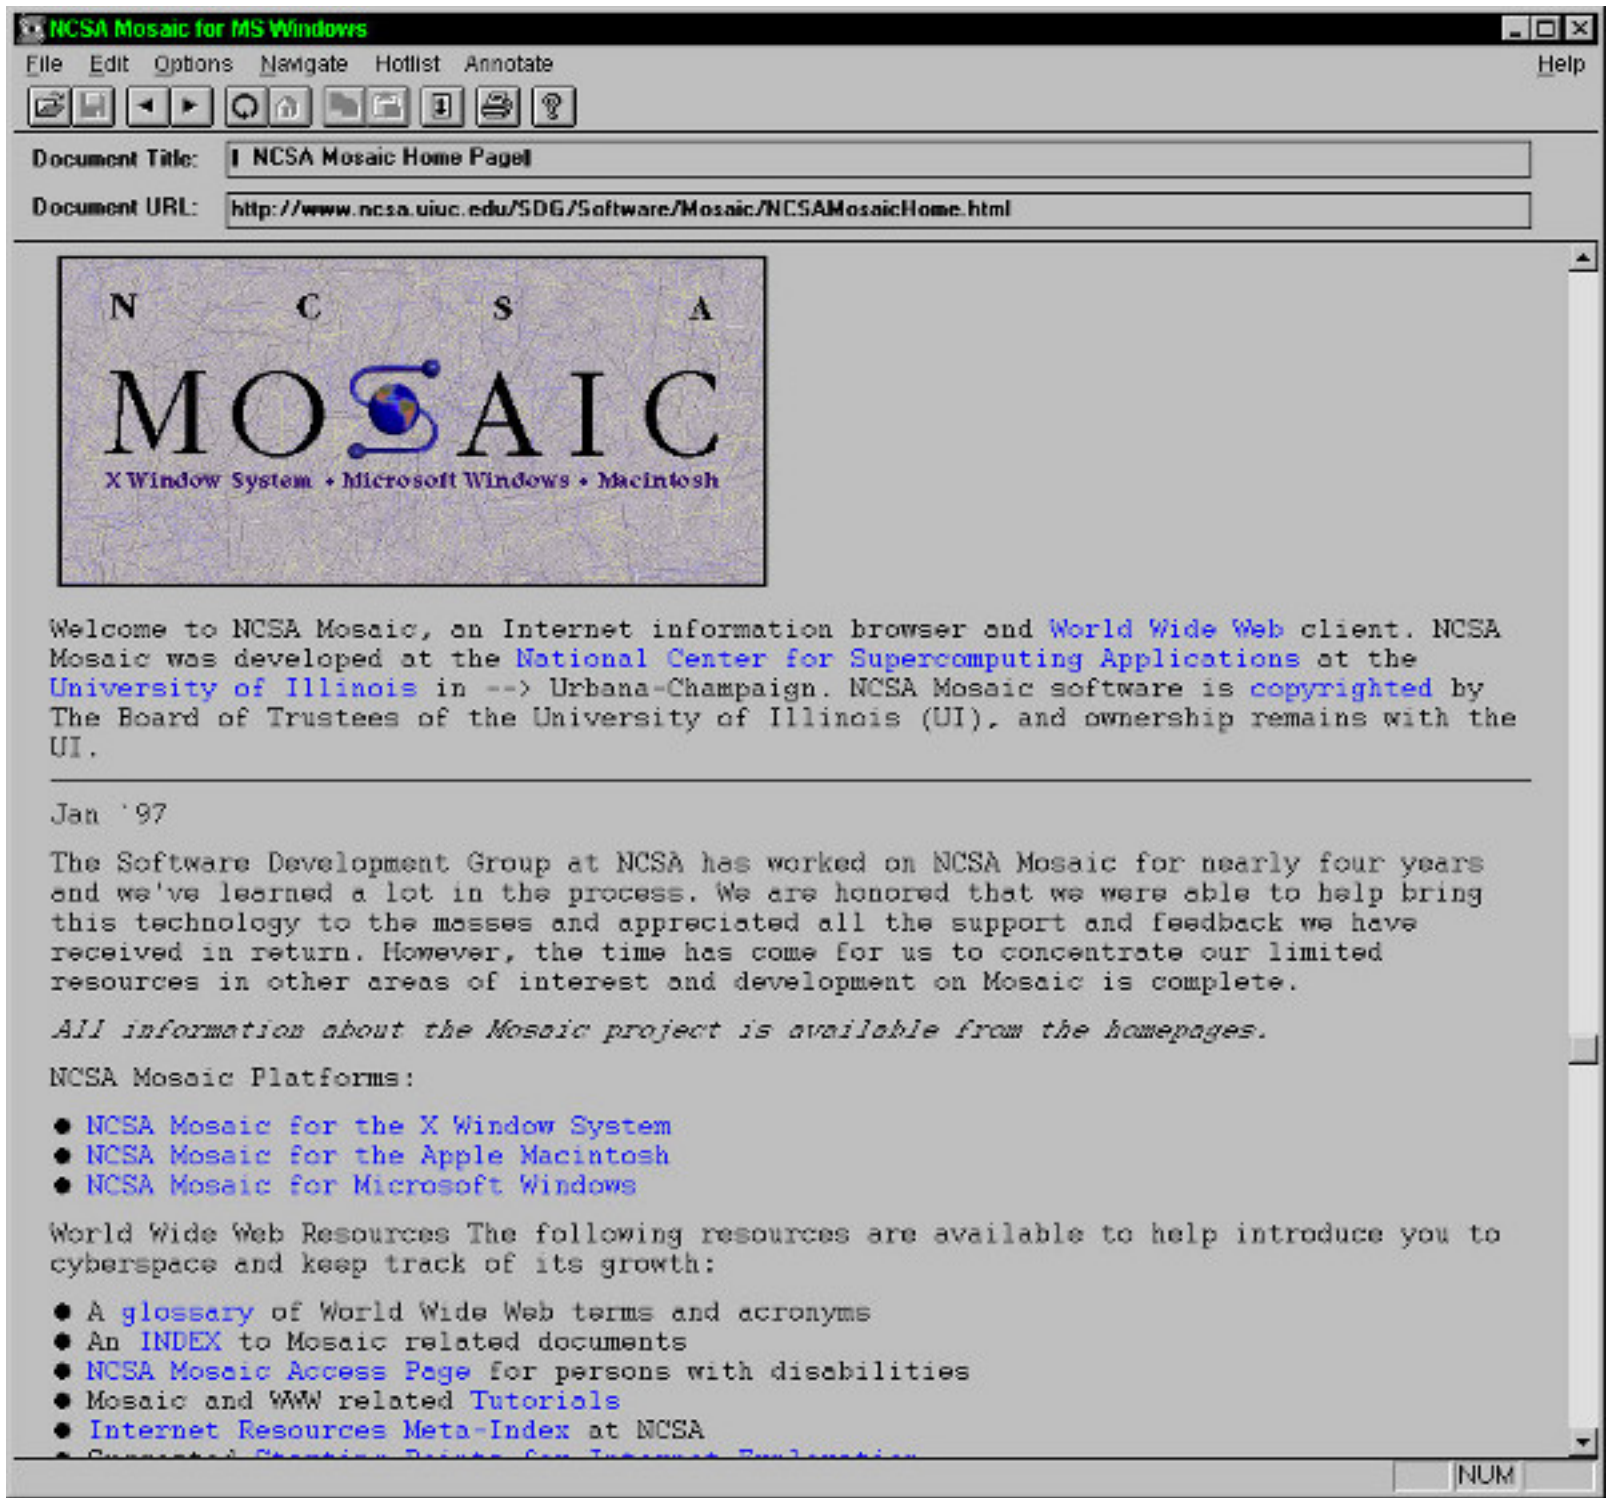 NCSA Mosaic for MS Windows
File Edit Options Navigate Hotlist Annotate Help
Document Title: NCSA Mosaic Home Page
Document URL: http://www.ncsa.uiuc.edu/SDG/Software/Mosaic/NCSAMosaicHome.html
N C S A
MOSAIC
X Window System • Microsoft Windows • Macintosh
Welcome to NCSA Mosaic, an Internet information browser and World Wide Web client. NCSA
Mosaic was developed at the National Center for Supercomputing Applications at the
University of Illinois in --> Urbana-Champaign. NCSA Mosaic software is copyrighted by
The Board of Trustees of the University of Illinois (UI), and ownership remains with the
UI.
Jan '97
The Software Development Group at NCSA has worked on NCSA Mosaic for nearly four years
and we've learned a lot in the process. We are honored that we were able to help bring
this technology to the masses and appreciated all the support and feedback we have
received in return. However, the time has come for us to concentrate our limited
resources in other areas of interest and development on Mosaic is complete.
All information about the Mosaic project is available from the homepages.
NCSA Mosaic Platforms:
● NCSA Mosaic for the X Window System
● NCSA Mosaic for the Apple Macintosh
● NCSA Mosaic for Microsoft Windows
World Wide Web Resources The following resources are available to help introduce you to
cyberspace and keep track of its growth:
● A glossary of World Wide Web terms and acronyms
● An INDEX to Mosaic related documents
● NCSA Mosaic Access Page for persons with disabilities
● Mosaic and WWW related Tutorials
● Internet Resources Meta-Index at NCSA
● Suggested Starting Points for Internet Exploration
NUM